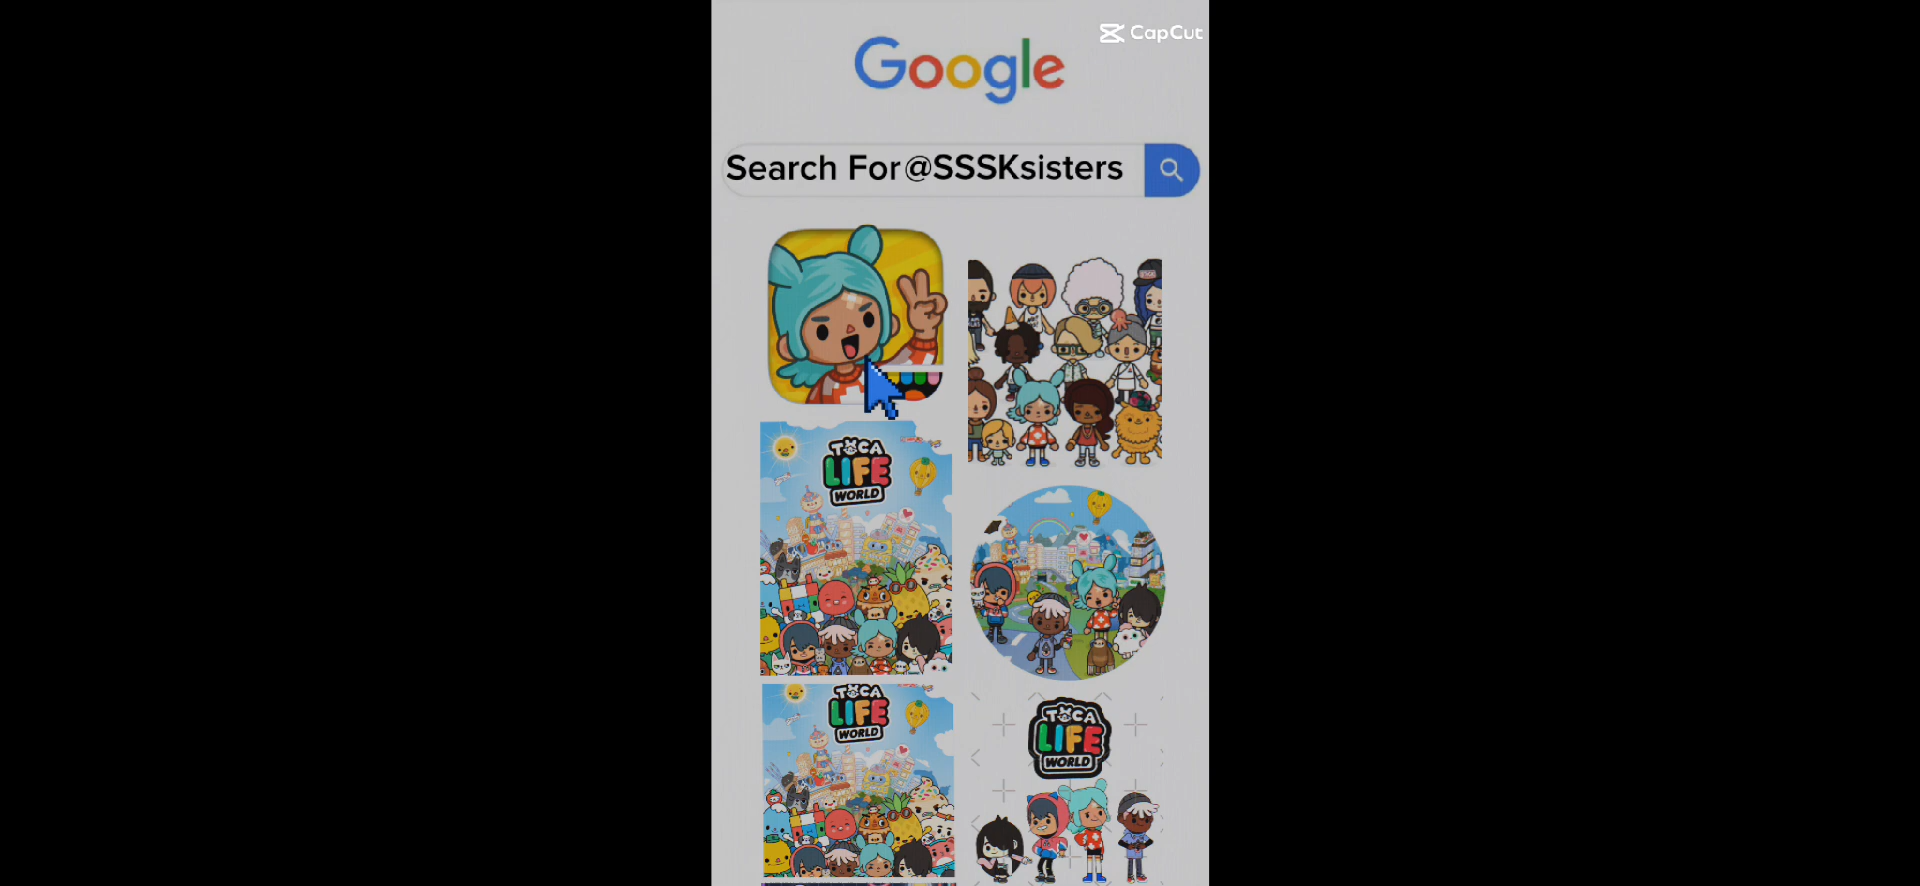 CapCut
Google
Search For@SSSKsisters
TOCA
LIFE
WORLD
TOCA
LIFE
WORLD
TOCA
LIFE
WORLD